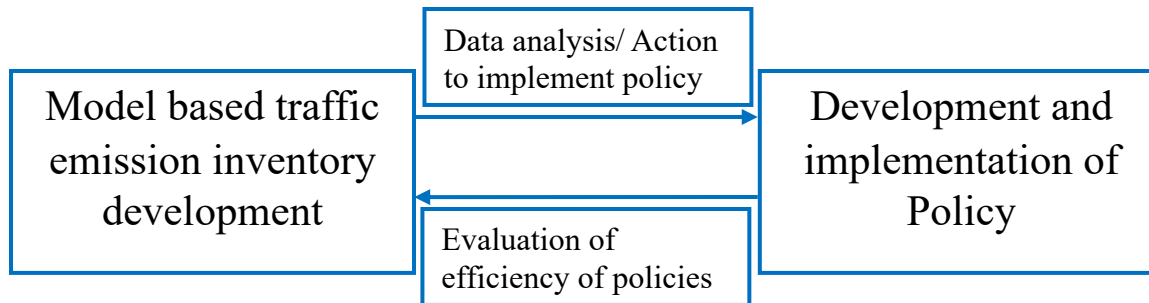 Model based traffic
emission inventory
development
Data analysis/ Action
to implement policy
Evaluation of
efficiency of policies
Development and
implementation of
Policy